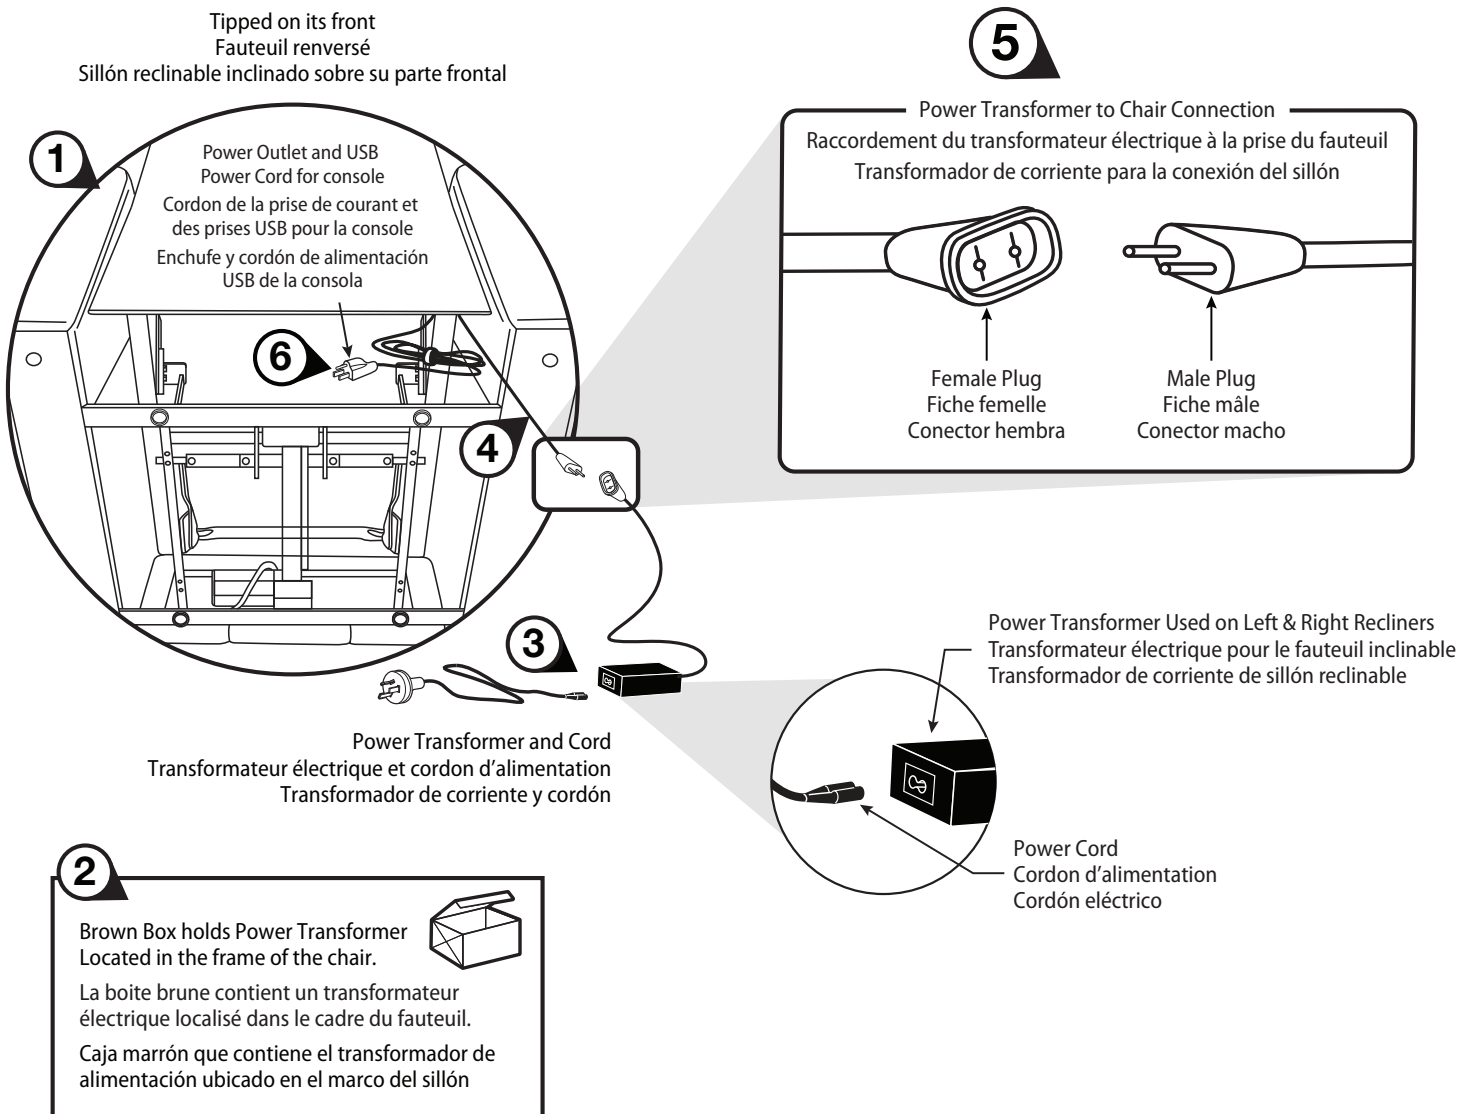 Tipped on its front
Fauteuil renversé
Sillón reclinable inclinado sobre su parte frontal
1
Power Outlet and USB
Power Cord for console
Cordon de la prise de courant et
des prises USB pour la console
Enchufe y cordón de alimentación
USB de la consola
6
4
5
Power Transformer to Chair Connection
Raccordement du transformateur électrique à la prise du fauteuil
Transformador de corriente para la conexión del sillón
Female Plug
Fiche femelle
Conector hembra
Male Plug
Fiche mâle
Conector macho
3
Power Transformer and Cord
Transformateur électrique et cordon d’alimentation
Transformador de corriente y cordón
Power Transformer Used on Left & Right Recliners
Transformateur électrique pour le fauteuil inclinable
Transformador de corriente de sillón reclinable
Power Cord
Cordon d’alimentation
Cordón eléctrico
2
Brown Box holds Power Transformer
Located in the frame of the chair.
La boite brune contient un transformateur
électrique localisé dans le cadre du fauteuil.
Caja marrón que contiene el transformador de
alimentación ubicado en el marco del sillón